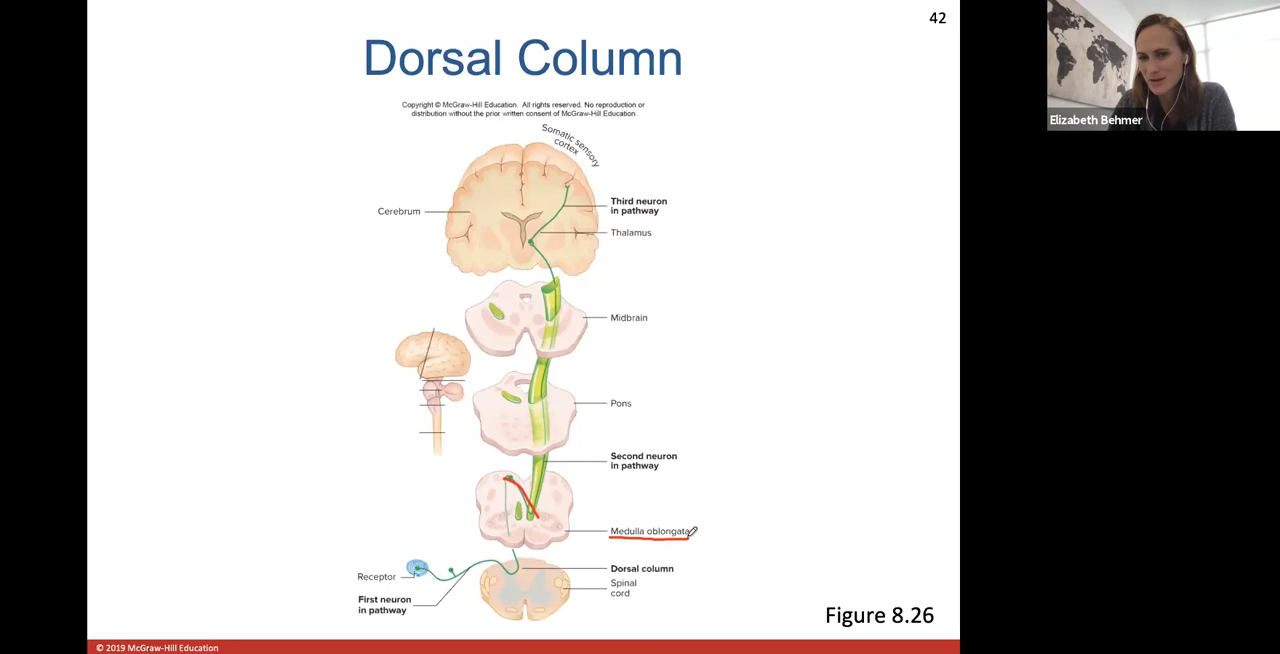 42
Dorsal Column
Copyright © McGraw-Hill Education. All rights reserved. No reproduction or
distribution without the prior written consent of McGraw-Hill Education.
Somatic sensory
cortex
Cerebrum
Third neuron
in pathway
Thalamus
Midbrain
Pons
Second neuron
in pathway
Medulla oblongata
Receptor
First neuron
in pathway
Dorsal column
Spinal
cord
Figure 8.26
© 2019 McGraw-Hill Education
Elizabeth Behmer